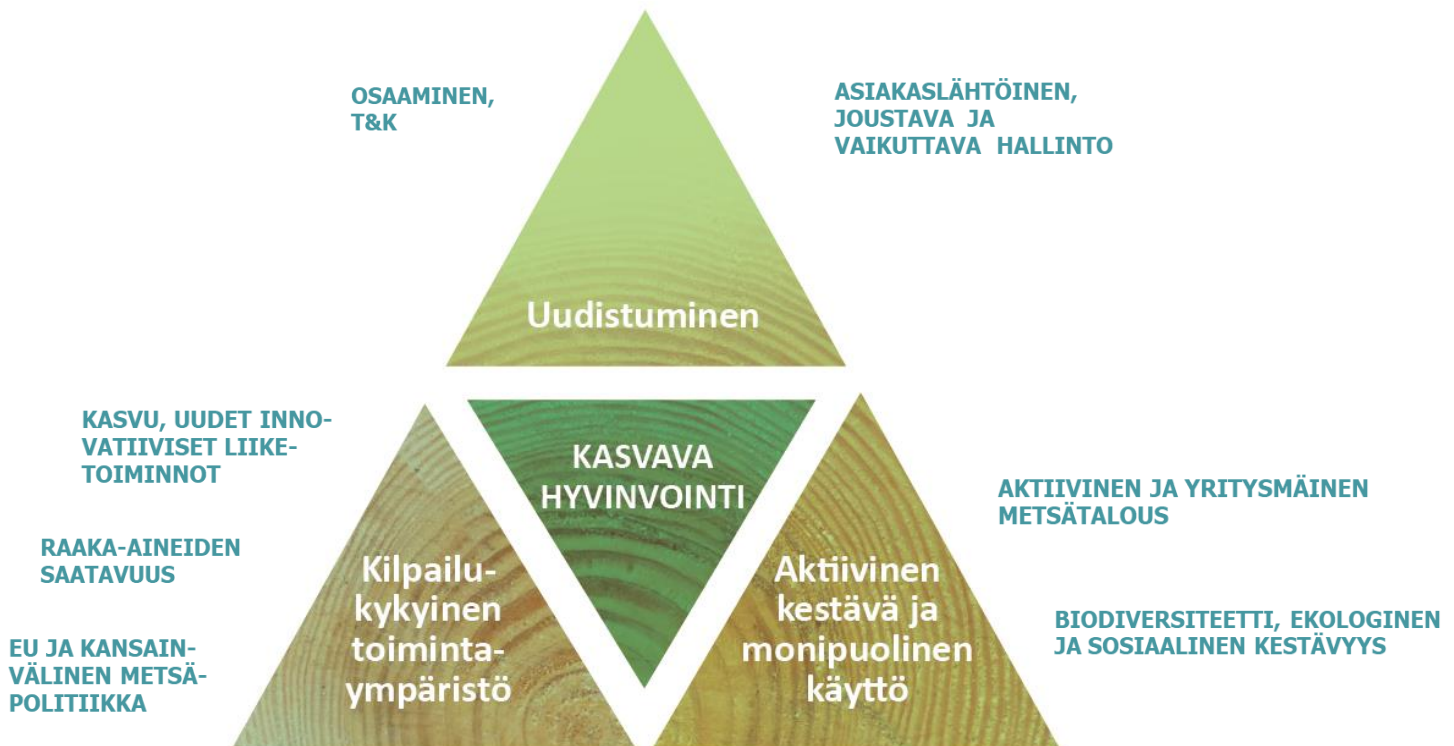 OSAAMINEN,
T&K
ASIAKASLÄHTÖINEN,
JOUSTAVA JA
VAIKUTTAVA HALLINTO
Uudistuminen
KASVU, UUDET INNO-
VATIIVISET LIIKE-
TOIMINNOT
RAAKA-AINEIDEN
SAATAVUUS
EU JA KANSAIN-
VÄLINEN METSÄ-
POLITIIKKA
KASVAVA
HYVINVOINTI
Kilpailu-
kykyinen
toiminta-
ympäristö
Aktiivinen
kestävä ja
monipuolinen
käyttö
AKTIIVINEN JA YRITYSMÄINEN
METSÄTALOUS
BIODIVERSITEETTI, EKOLOGINEN
JA SOSIAALINEN KESTÄVYYS